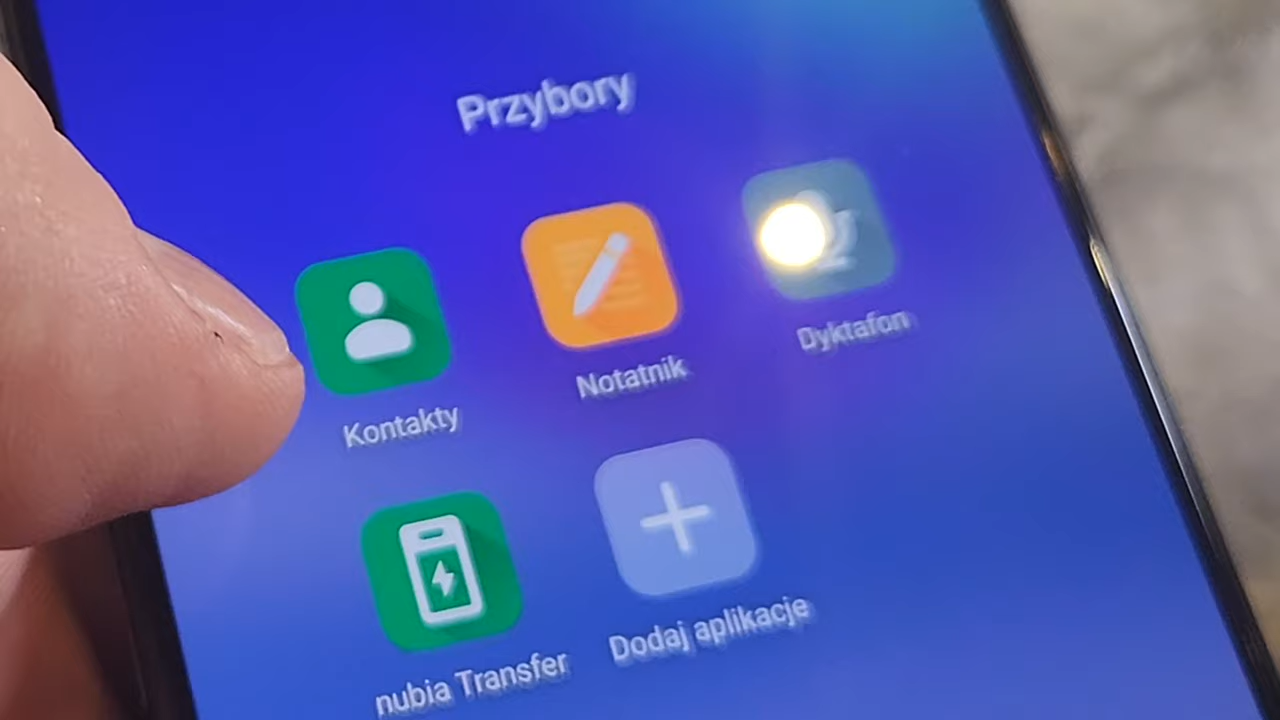 Przybory
Kontakty
Notatnik
Dyktafon
nubia Transfer
Dodaj aplikacje